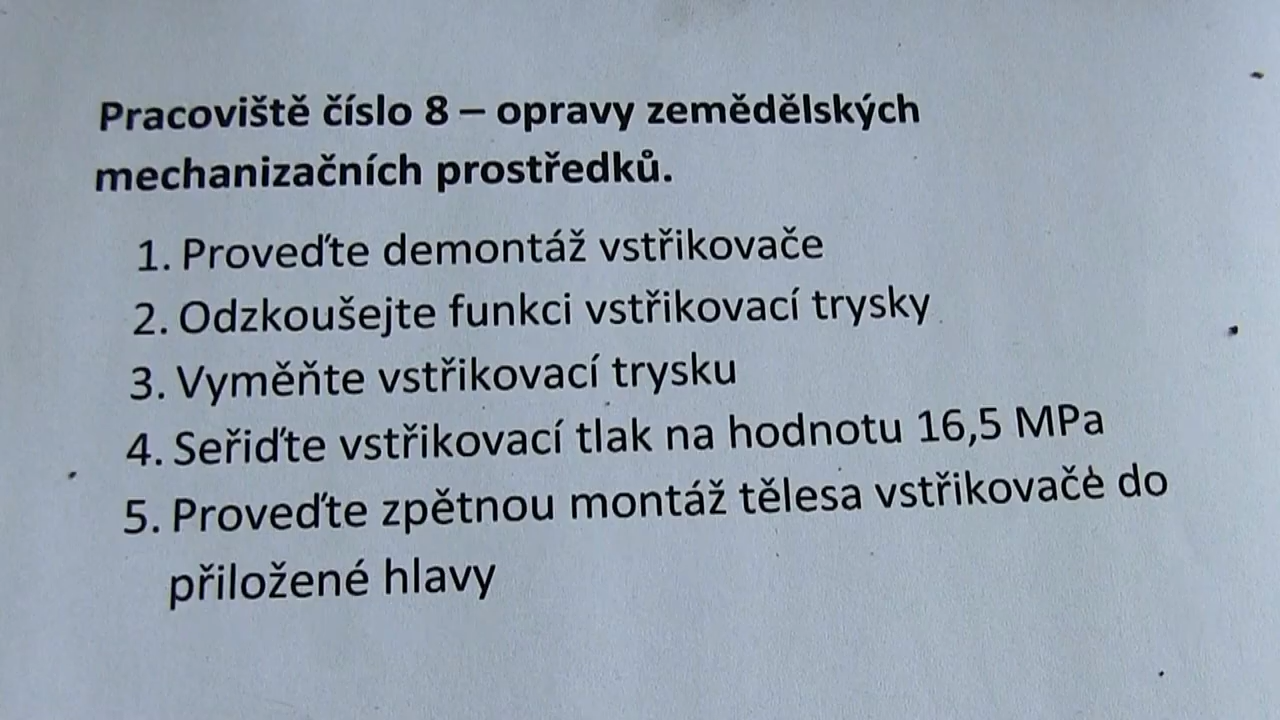 Pracoviště číslo 8 – opravy zemědělských
mechanizačních prostředků.
1. Proveďte demontáž vstřikovače
2. Odzkoušejte funkci vstřikovací trysky
3. Vyměňte vstřikovací trysku
4. Seřiďte vstřikovací tlak na hodnotu 16,5 MPa
5. Proveďte zpětnou montáž tělesa vstřikovače do
přiložené hlavy